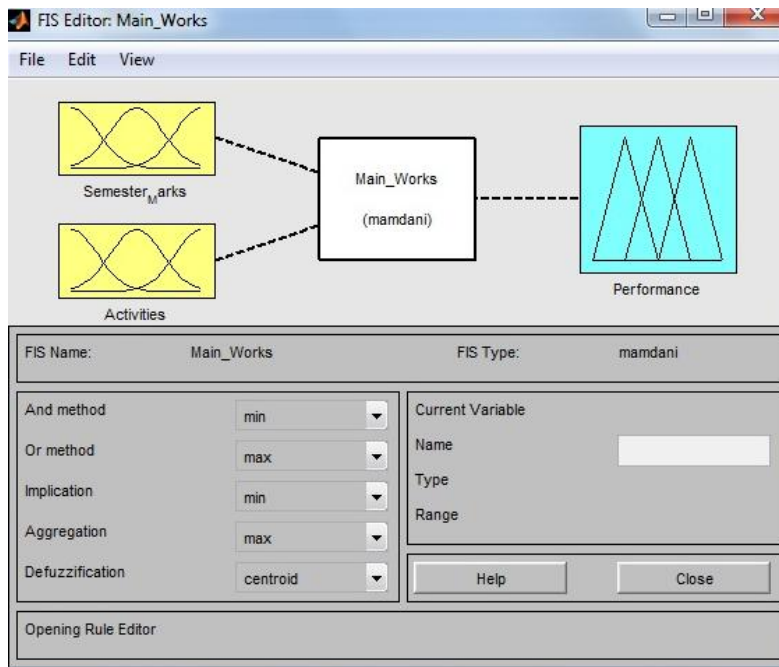 FIS Editor: Main_Works
File Edit View
Semester_Marks
Main_Works
(mamdani)
Activities
Performance
FIS Name: Main_Works FIS Type: mamdani
And method min
Or method max
Implication min
Aggregation max
Defuzzification centroid
Current Variable
Name
Type
Range
Help Close
Opening Rule Editor